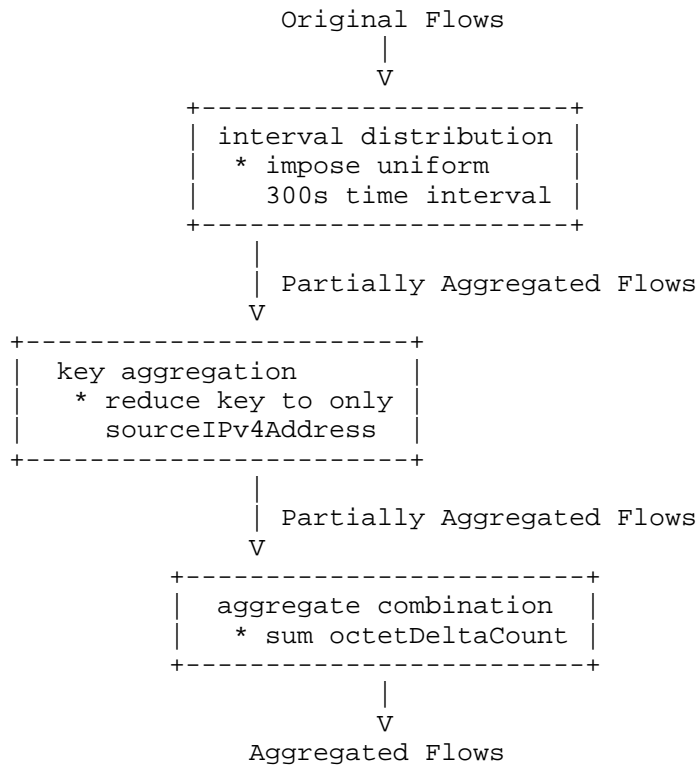 Original Flows
|
V
+-----------------------+
| interval distribution |
| * impose uniform |
| 300s time interval |
+-----------------------+
|
| Partially Aggregated Flows
V
+------------------------+
| key aggregation |
| * reduce key to only |
| sourceIPv4Address |
+------------------------+
|
| Partially Aggregated Flows
V
+-------------------------+
| aggregate combination |
| * sum octetDeltaCount |
+-------------------------+
|
V
Aggregated Flows